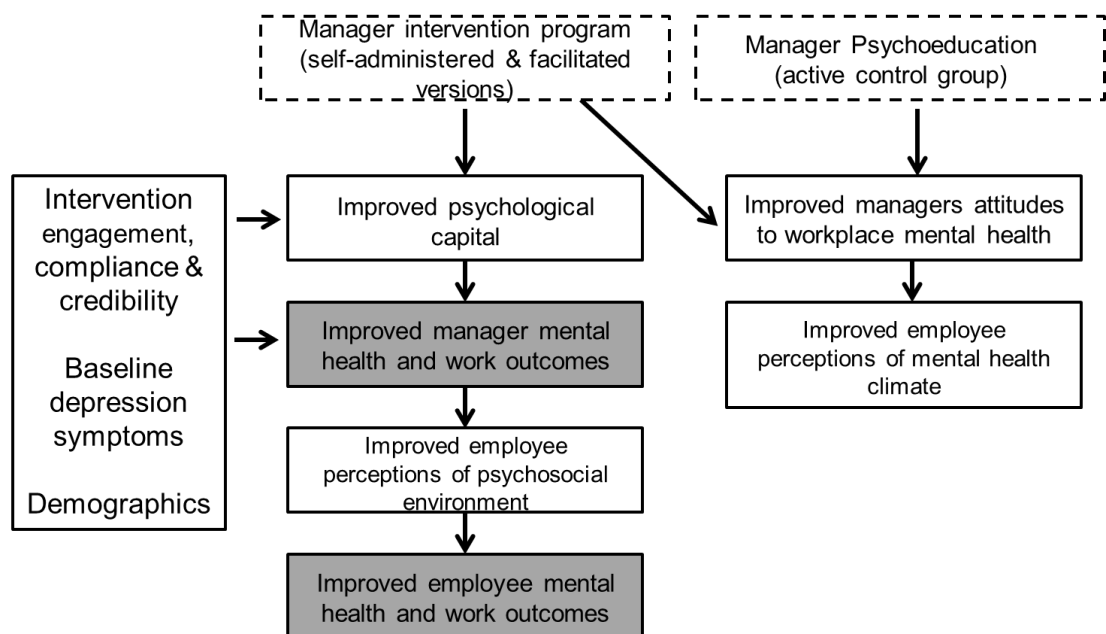 Manager intervention program
(self-administered & facilitated
versions)
Manager Psychoeducation
(active control group)
Intervention
engagement,
compliance &
credibility
Baseline
depression
symptoms
Demographics
Improved psychological
capital
Improved managers attitudes
to workplace mental health
Improved manager mental
health and work outcomes
Improved employee
perceptions of mental health
climate
Improved employee
perceptions of psychosocial
environment
Improved employee mental
health and work outcomes